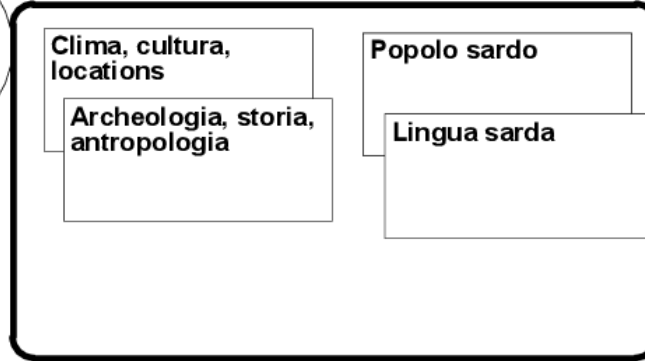 Clima, cultura,
locations
Archeologia, storia,
antropologia
Popolo sardo
Lingua sarda